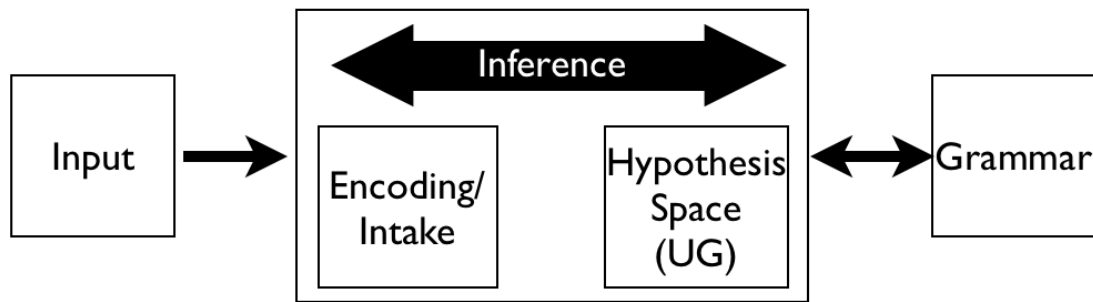 Inference
Input
Encoding/
Intake
Hypothesis
Space
(UG)
Grammar